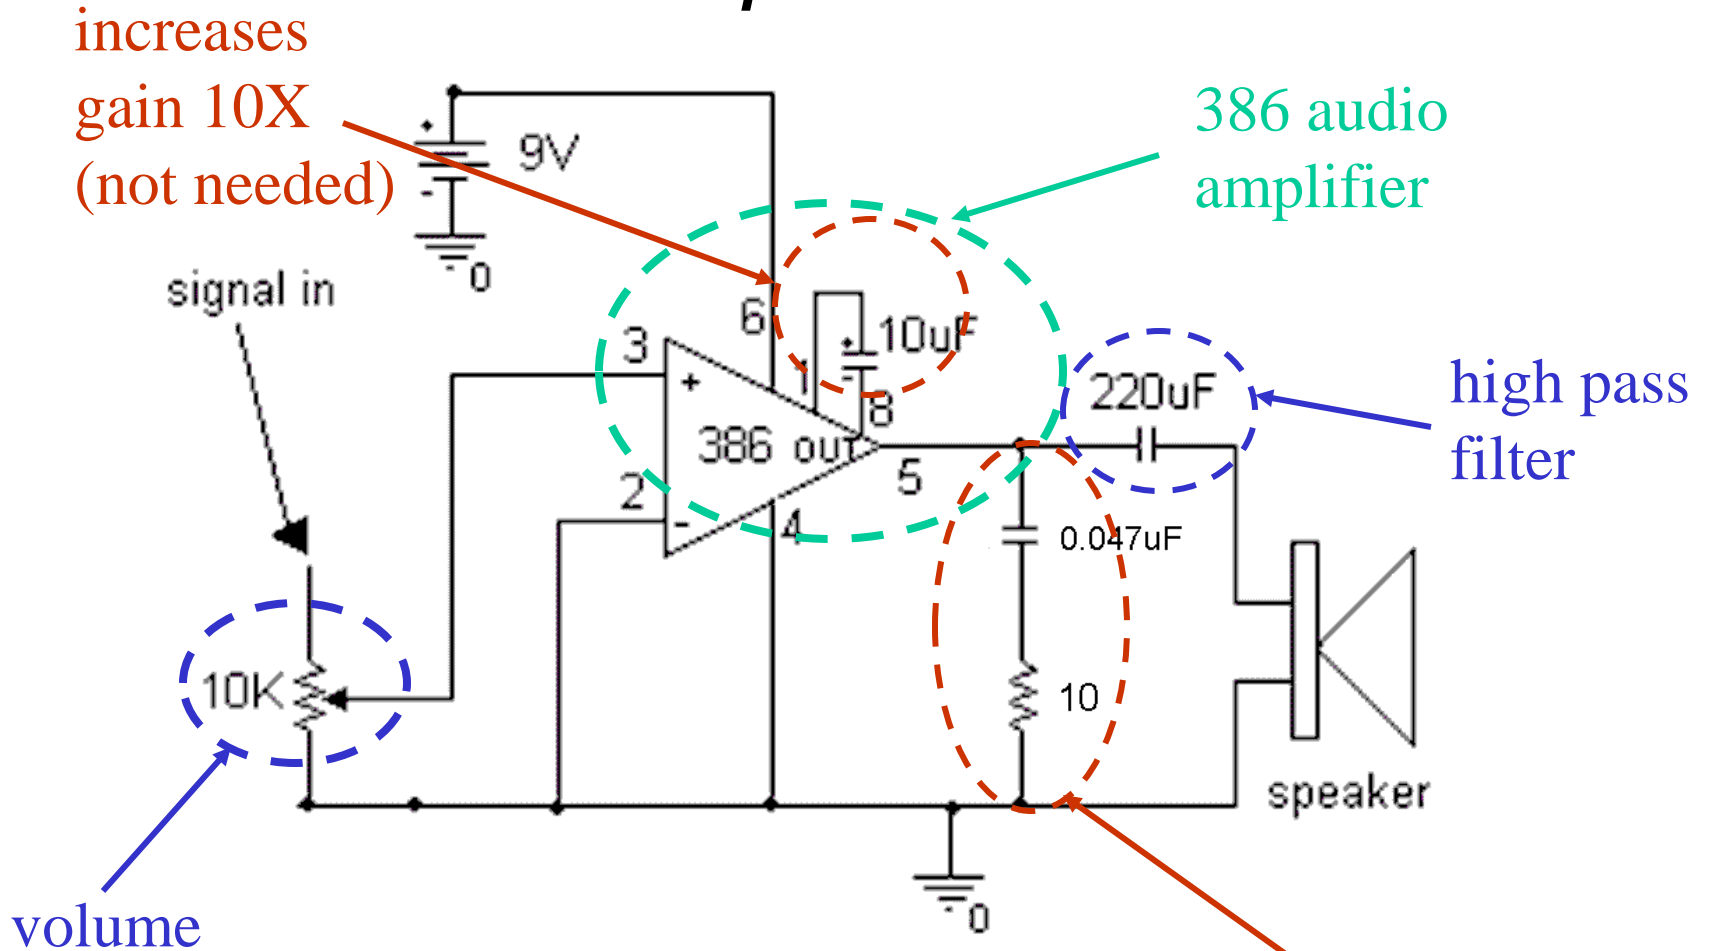 increases
gain 10X
(not needed)
+
9V
-
0
386 audio
amplifier
signal in
6
3
1
+
10uF
-
8
+
386 OUT
5
2
-
4
220uF
high pass
filter
0.047uF
10K
10
speaker
0
volume